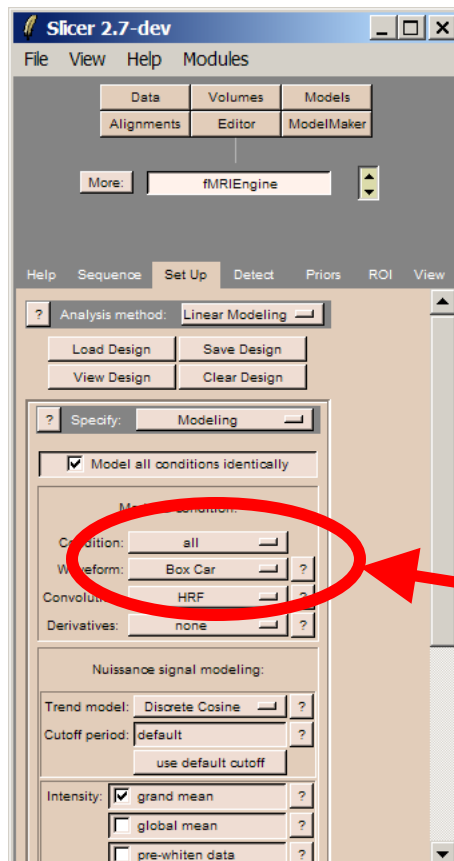 Slicer 2.7-dev
File View Help Modules
Data Volumes Models
Alignments Editor ModelMaker
More: fMRIEngine
Help Sequence Set Up Detect Priors ROI View
? Analysis method: Linear Modeling
Load Design Save Design
View Design Clear Design
? Specify: Modeling
Model all conditions identically
condition:
Condition: all
Waveform: Box Car ?
Convolution: HRF ?
Derivatives: none ?
Nuissance signal modeling:
Trend model: Discrete Cosine ?
Cutoff period: default ?
use default cutoff
Intensity: grand mean ?
global mean ?
pre-whiten data ?